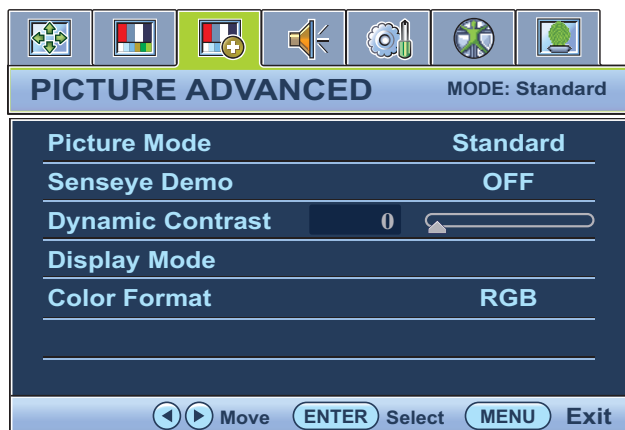 PICTURE ADVANCED MODE: Standard
Picture Mode Standard
Senseye Demo OFF
Dynamic Contrast 0
Display Mode
Color Format RGB
Move ENTER Select MENU Exit